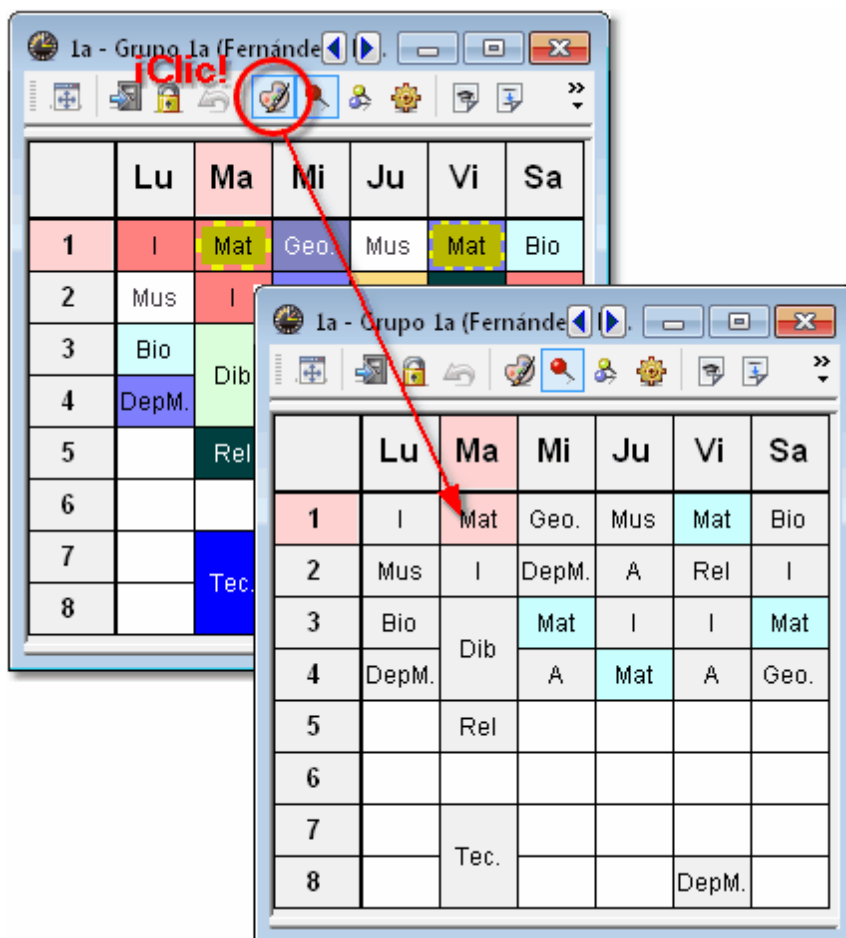 1a - Grupo 1a (Fernánde
¡Clic!
Lu Ma Mi Ju Vi Sa
1 I Mat Geo. Mus Mat Bio
2 Mus I
3 Bio Dib
4 DepM.
5 Rel
6
7 Tec.
8
1a - Grupo 1a (Fernánde
Lu Ma Mi Ju Vi Sa
1 I Mat Geo. Mus Mat Bio
2 Mus I DepM. A Rel I
3 Bio Dib Mat I I Mat
4 DepM. A Mat A Geo.
5 Rel
6
7 Tec.
8 DepM.